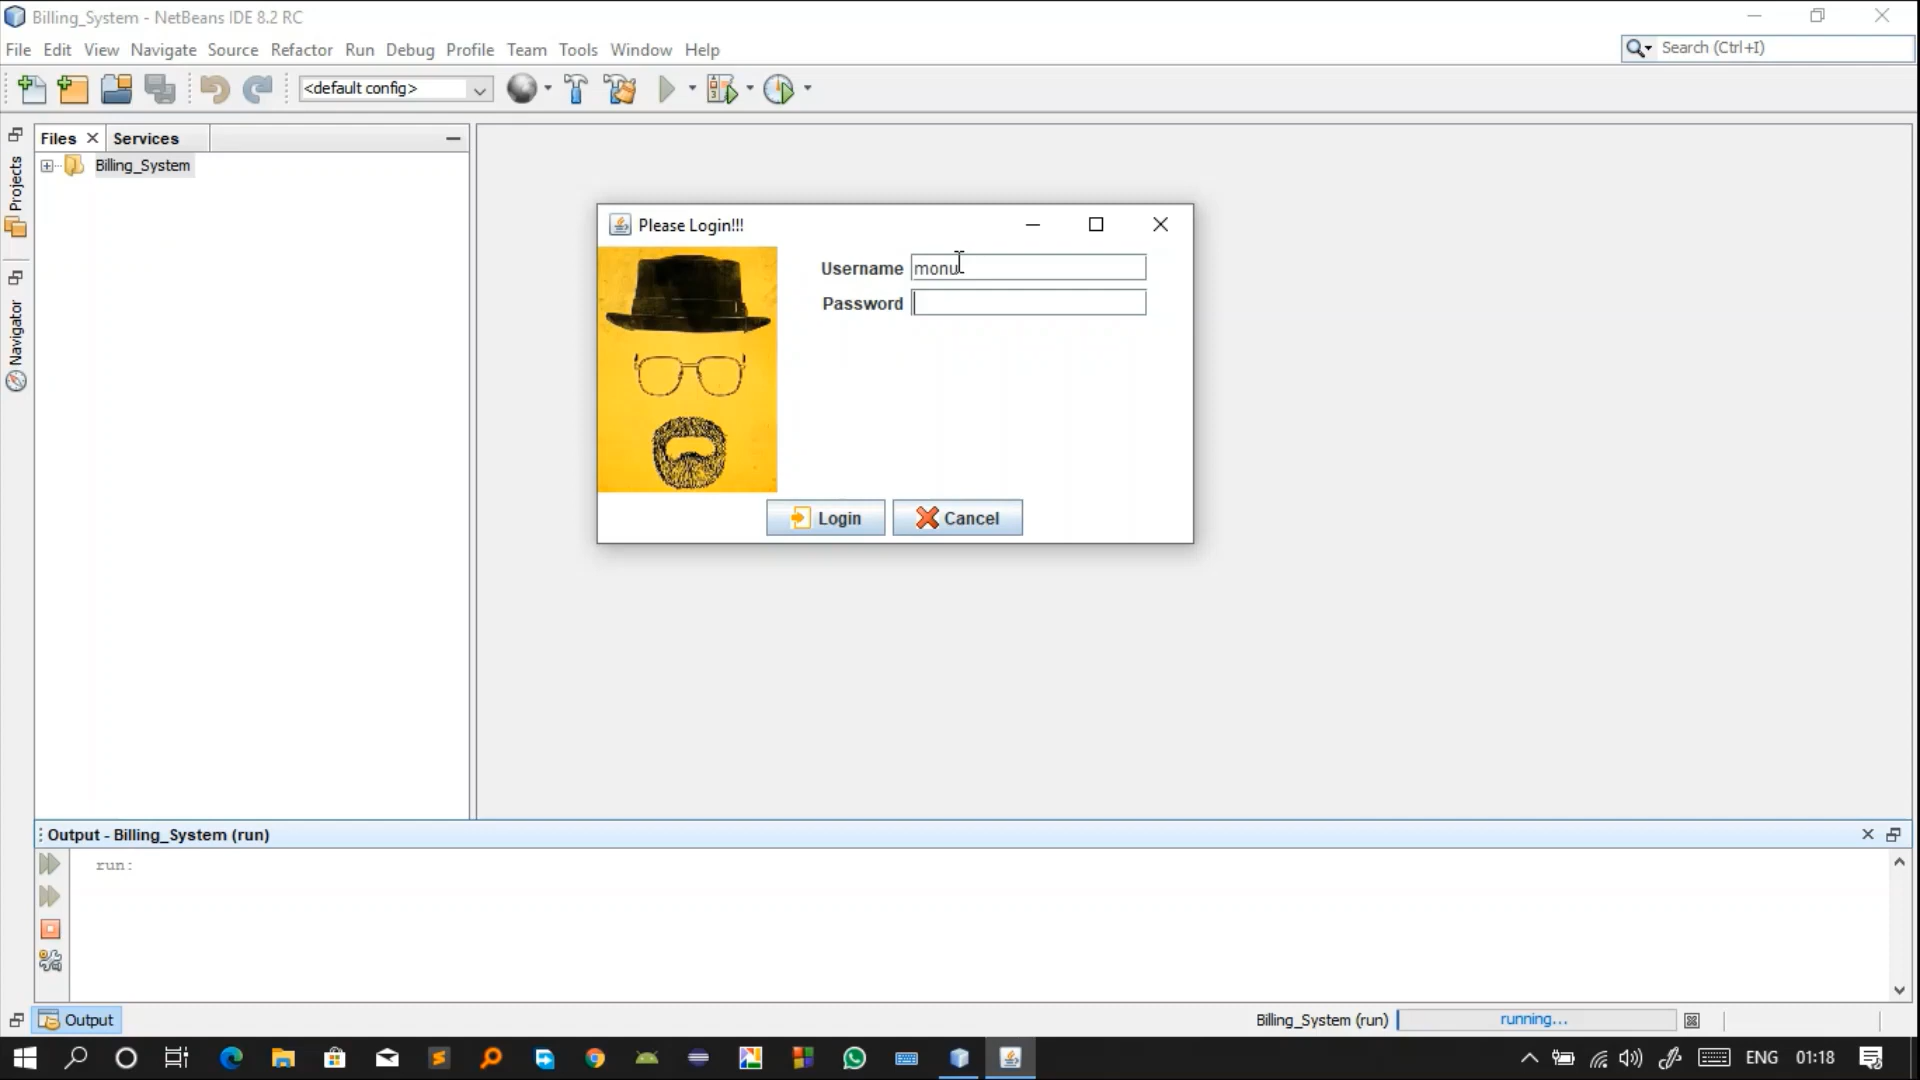 Billing_System - NetBeans IDE 8.2 RC
File Edit View Navigate Source Refactor Run Debug Profile Team Tools Window Help
Search (Ctrl+I)
<default config>
Files Services
Projects
Billing_System
Navigator
Please Login!!!
Username monu
Password
Login Cancel
Output - Billing_System (run)
run:
Output
Billing_System (run) running...
ENG 01:18